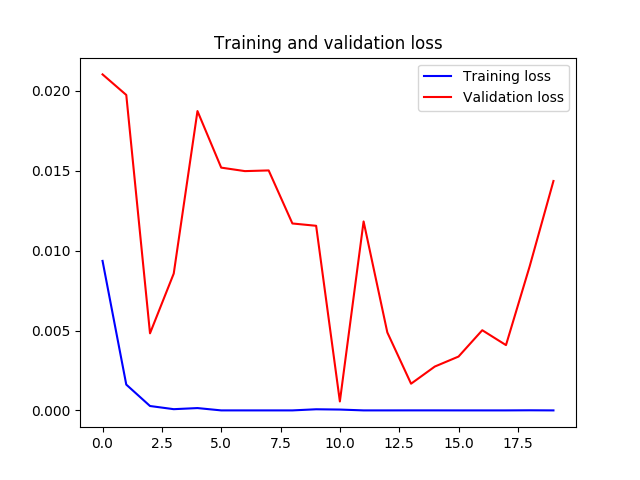 Training and validation loss
Training loss
Validation loss
0.020
0.015
0.010
0.005
0.000
0.0 2.5 5.0 7.5 10.0 12.5 15.0 17.5